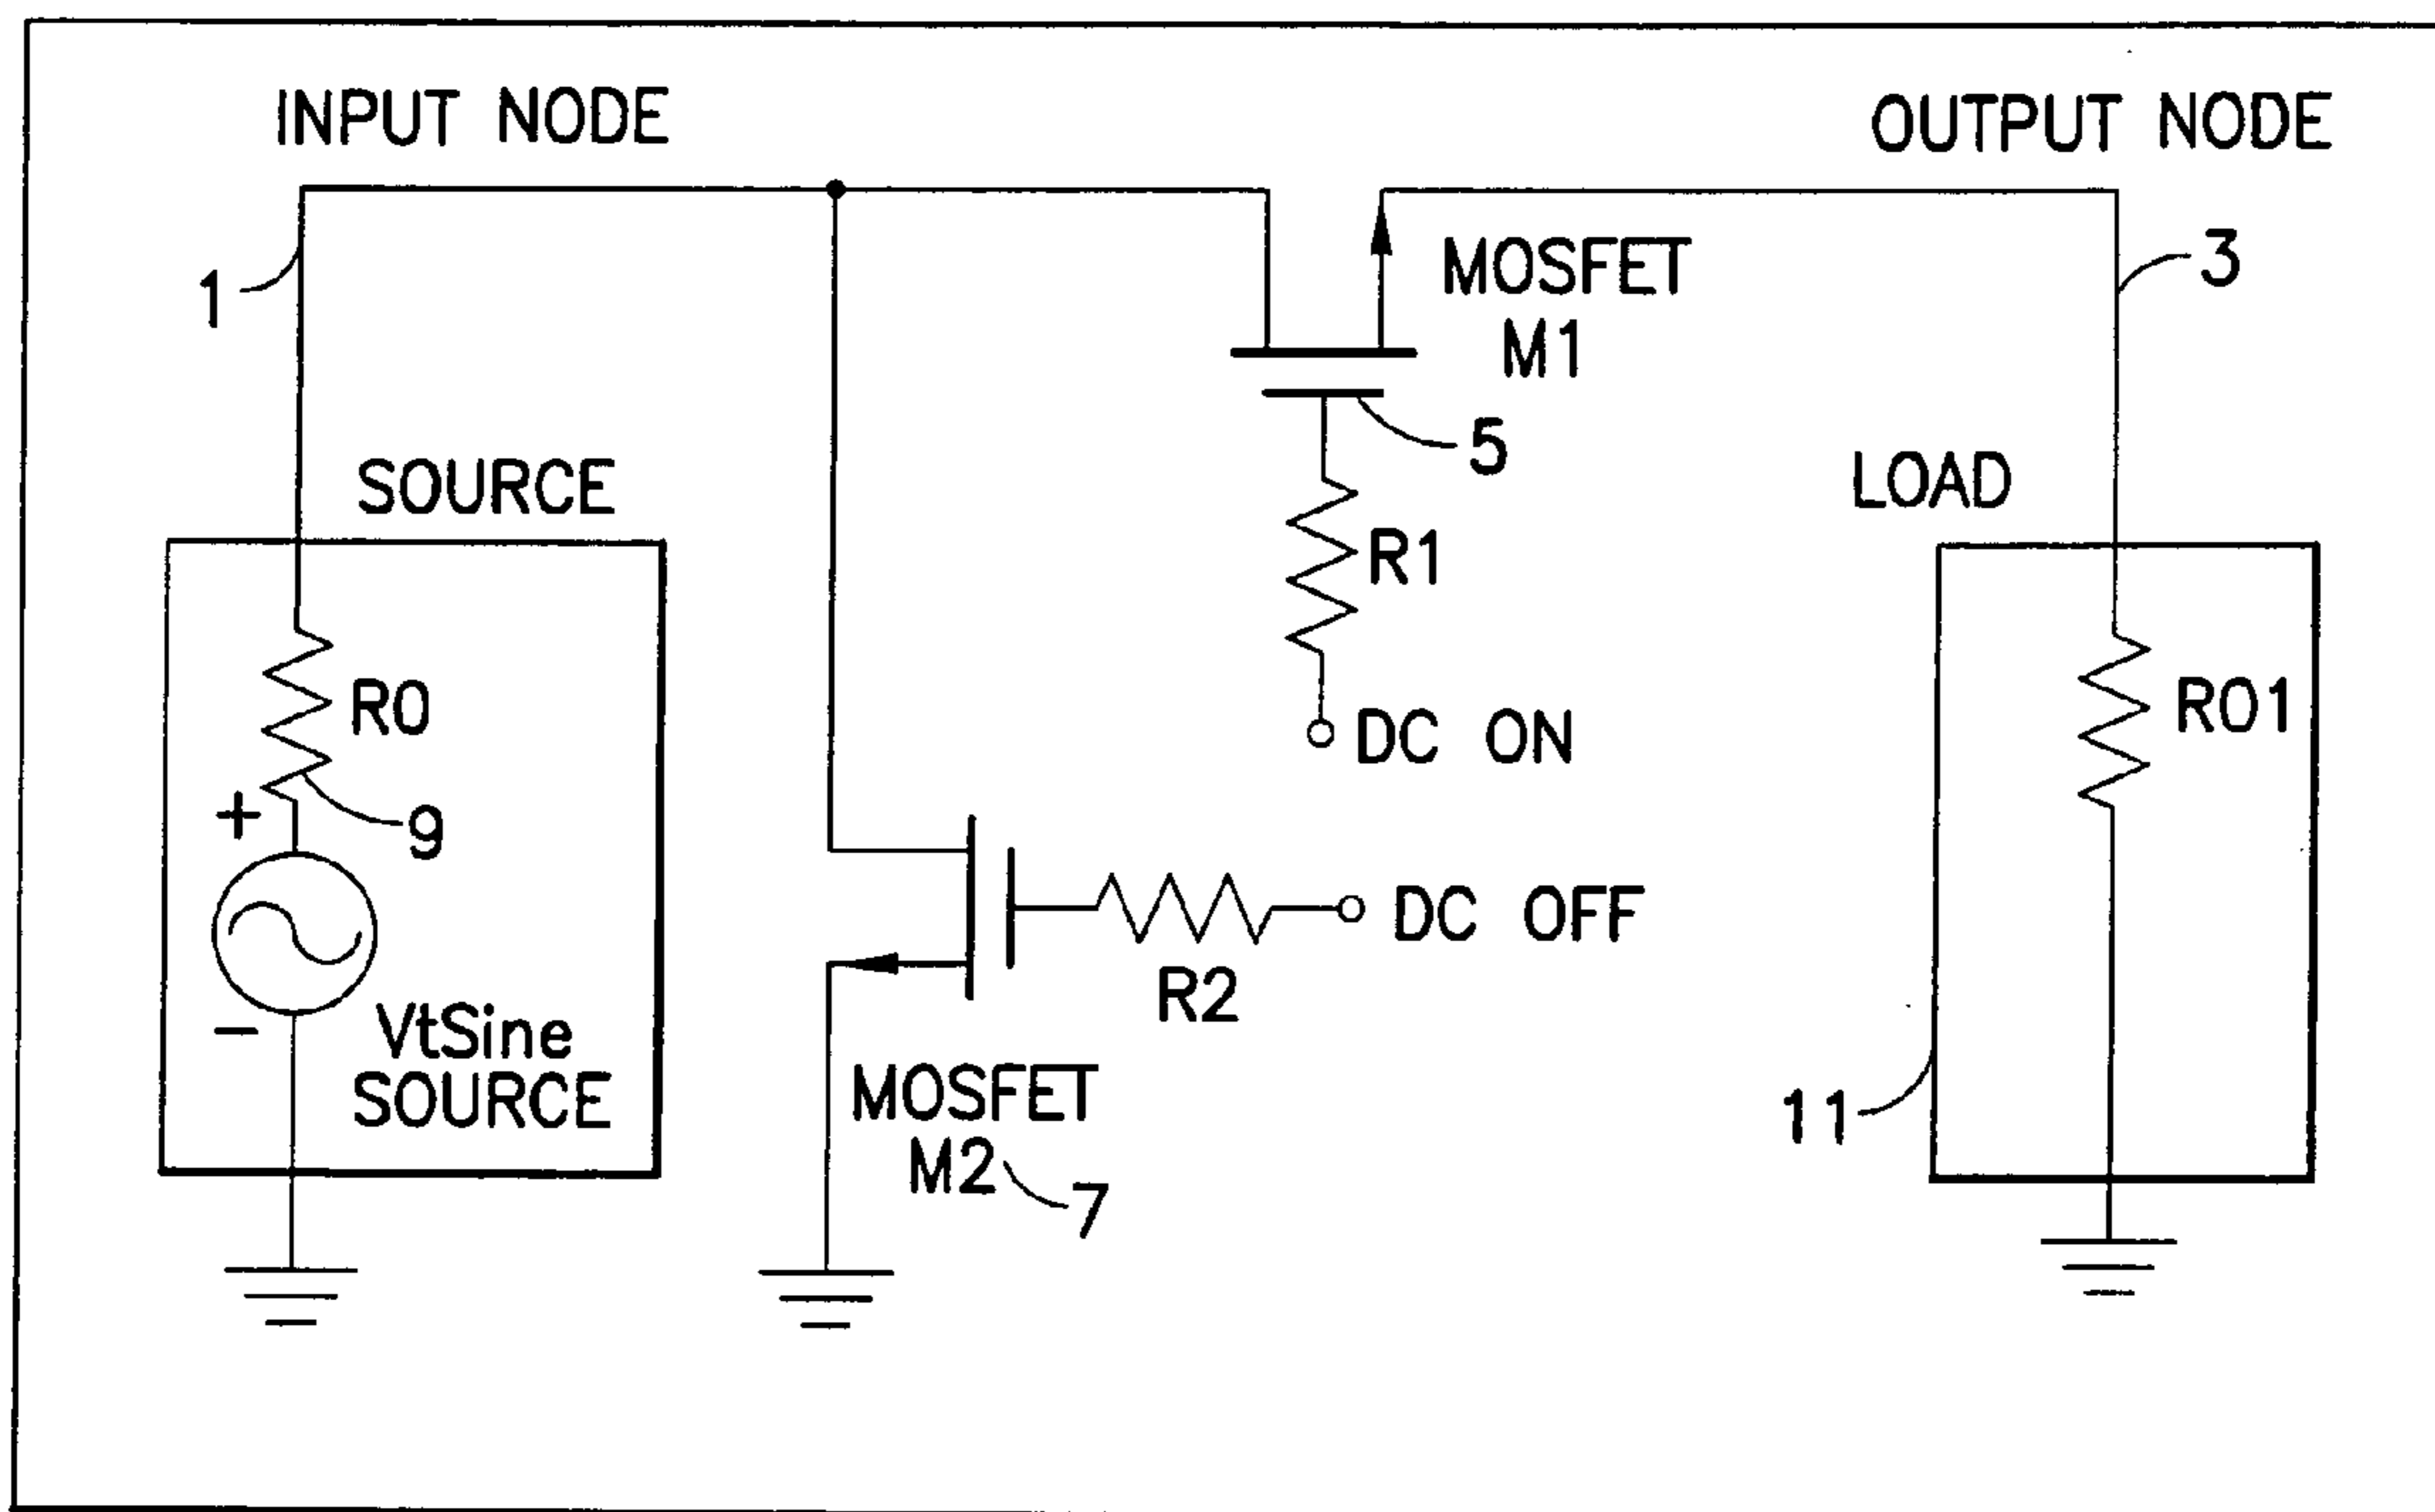 INPUT NODE
OUTPUT NODE
1
MOSFET
M1
3
5
SOURCE
LOAD
R1
R0
RO1
DC ON
+
9
DC OFF
R2
−
VtSine
SOURCE
MOSFET
M2
7
11